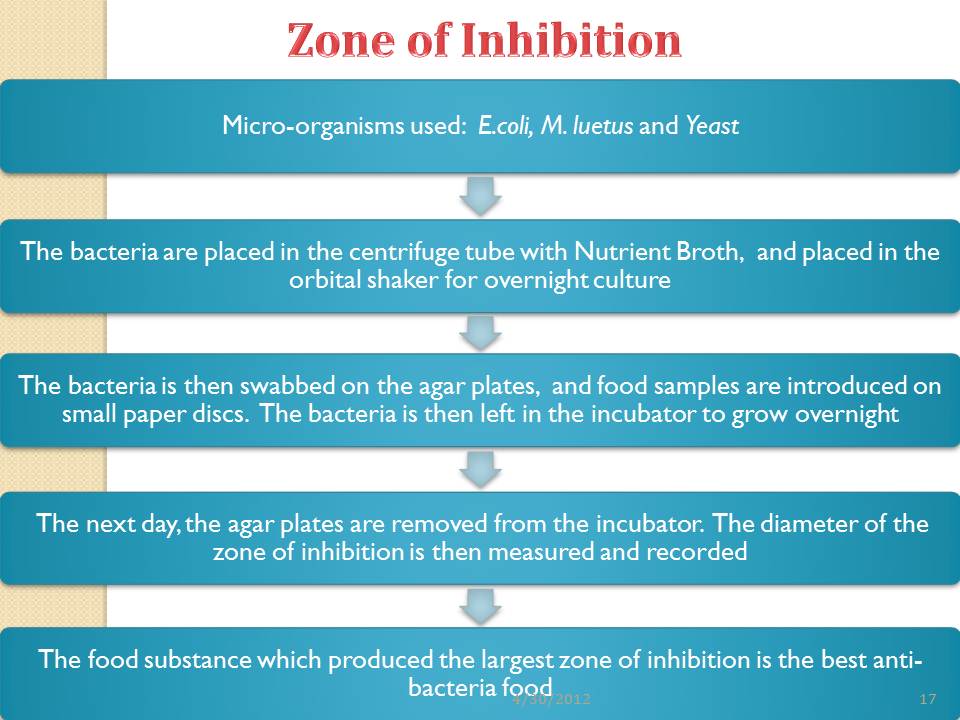 Zone of Inhibition
Micro-organisms used:  E.coli, M. luetus and Yeast
The bacteria are placed in the centrifuge tube with Nutrient Broth,  and placed in the
orbital shaker for overnight culture
The bacteria is then swabbed on the agar plates,  and food samples are introduced on
small paper discs.  The bacteria is then left in the incubator to grow overnight
The next day, the agar plates are removed from the incubator.  The diameter of the
zone of inhibition is then measured and recorded
The food substance which produced the largest zone of inhibition is the best anti-
bacteria food
4/30/2012
17